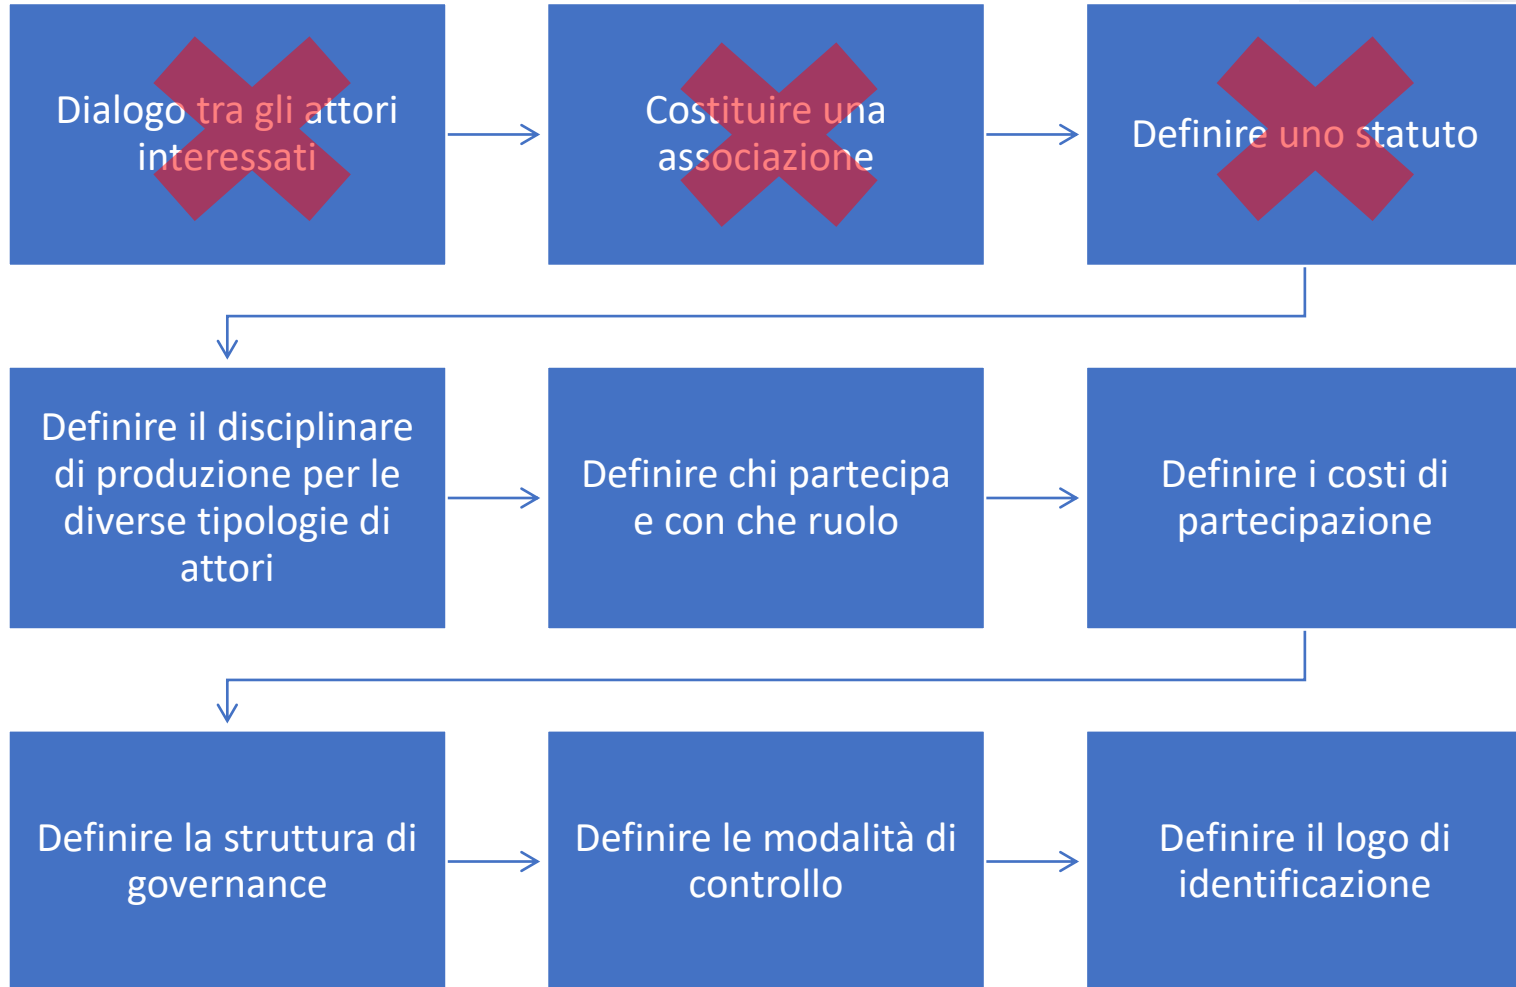 Dialogo tra gli attori
interessati
Costituire una
associazione
Definire uno statuto
Definire il disciplinare
di produzione per le
diverse tipologie di
attori
Definire chi partecipa
e con che ruolo
Definire i costi di
partecipazione
Definire la struttura di
governance
Definire le modalità di
controllo
Definire il logo di
identificazione